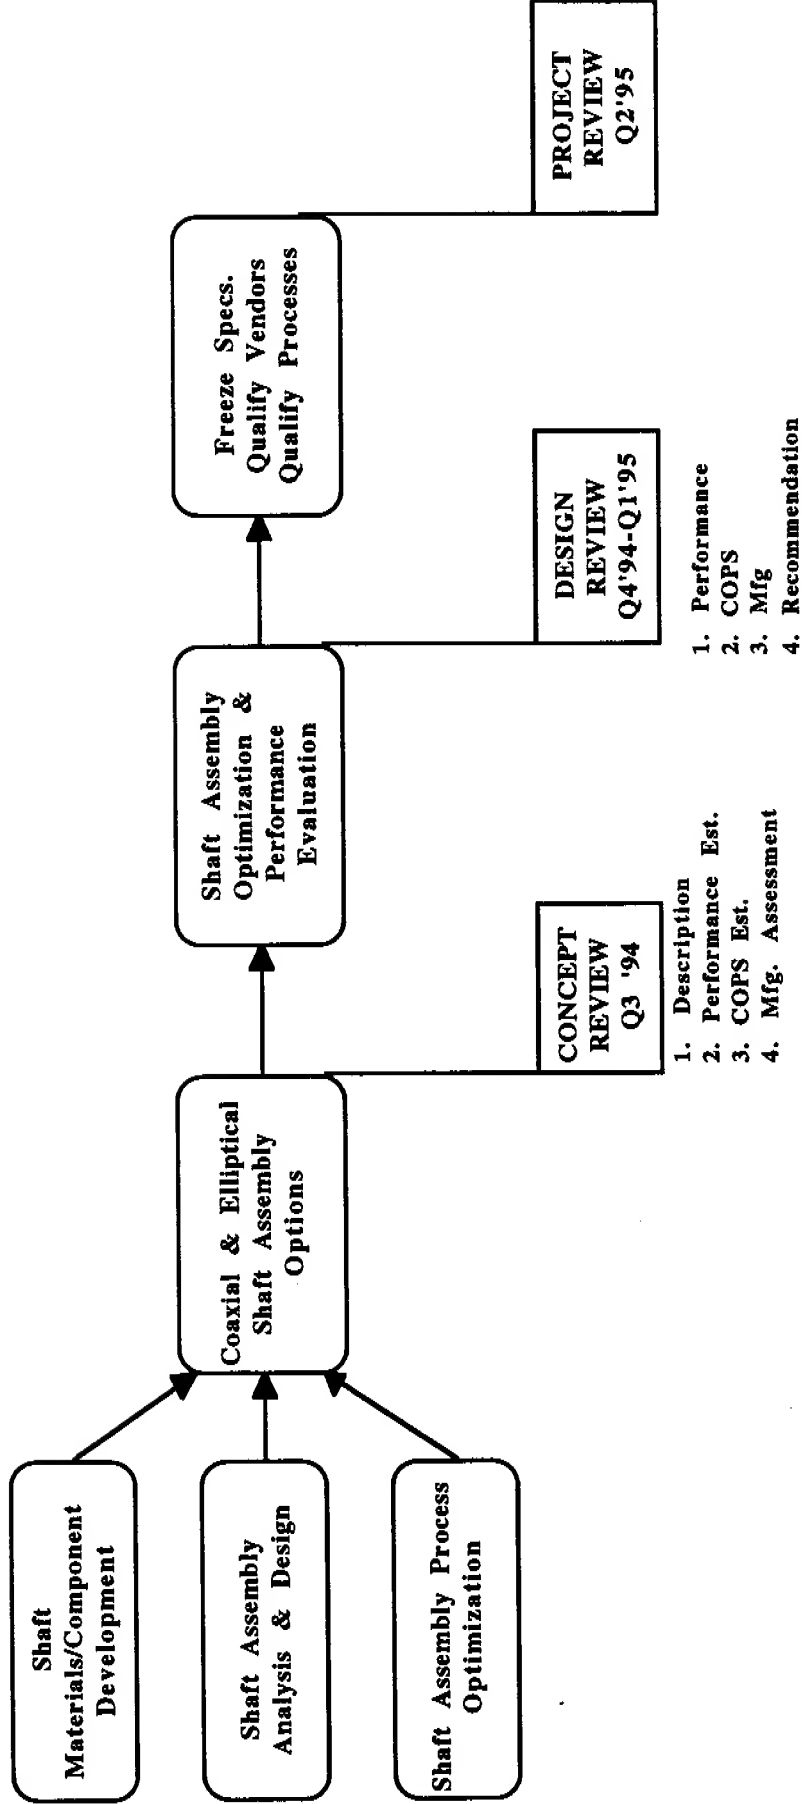 Shaft
Materials/Component
Development
Shaft Assembly
Analysis & Design
Shaft Assembly Process
Optimization
Coaxial & Elliptical
Shaft Assembly
Options
Shaft Assembly
Optimization &
Performance
Evaluation
Freeze Specs.
Qualify Vendors
Qualify Processes
CONCEPT
REVIEW
Q3 '94
1. Description
2. Performance Est.
3. COPS Est.
4. Mfg. Assessment
DESIGN
REVIEW
Q4'94-Q1'95
1. Performance
2. COPS
3. Mfg
4. Recommendation
PROJECT
REVIEW
Q2'95